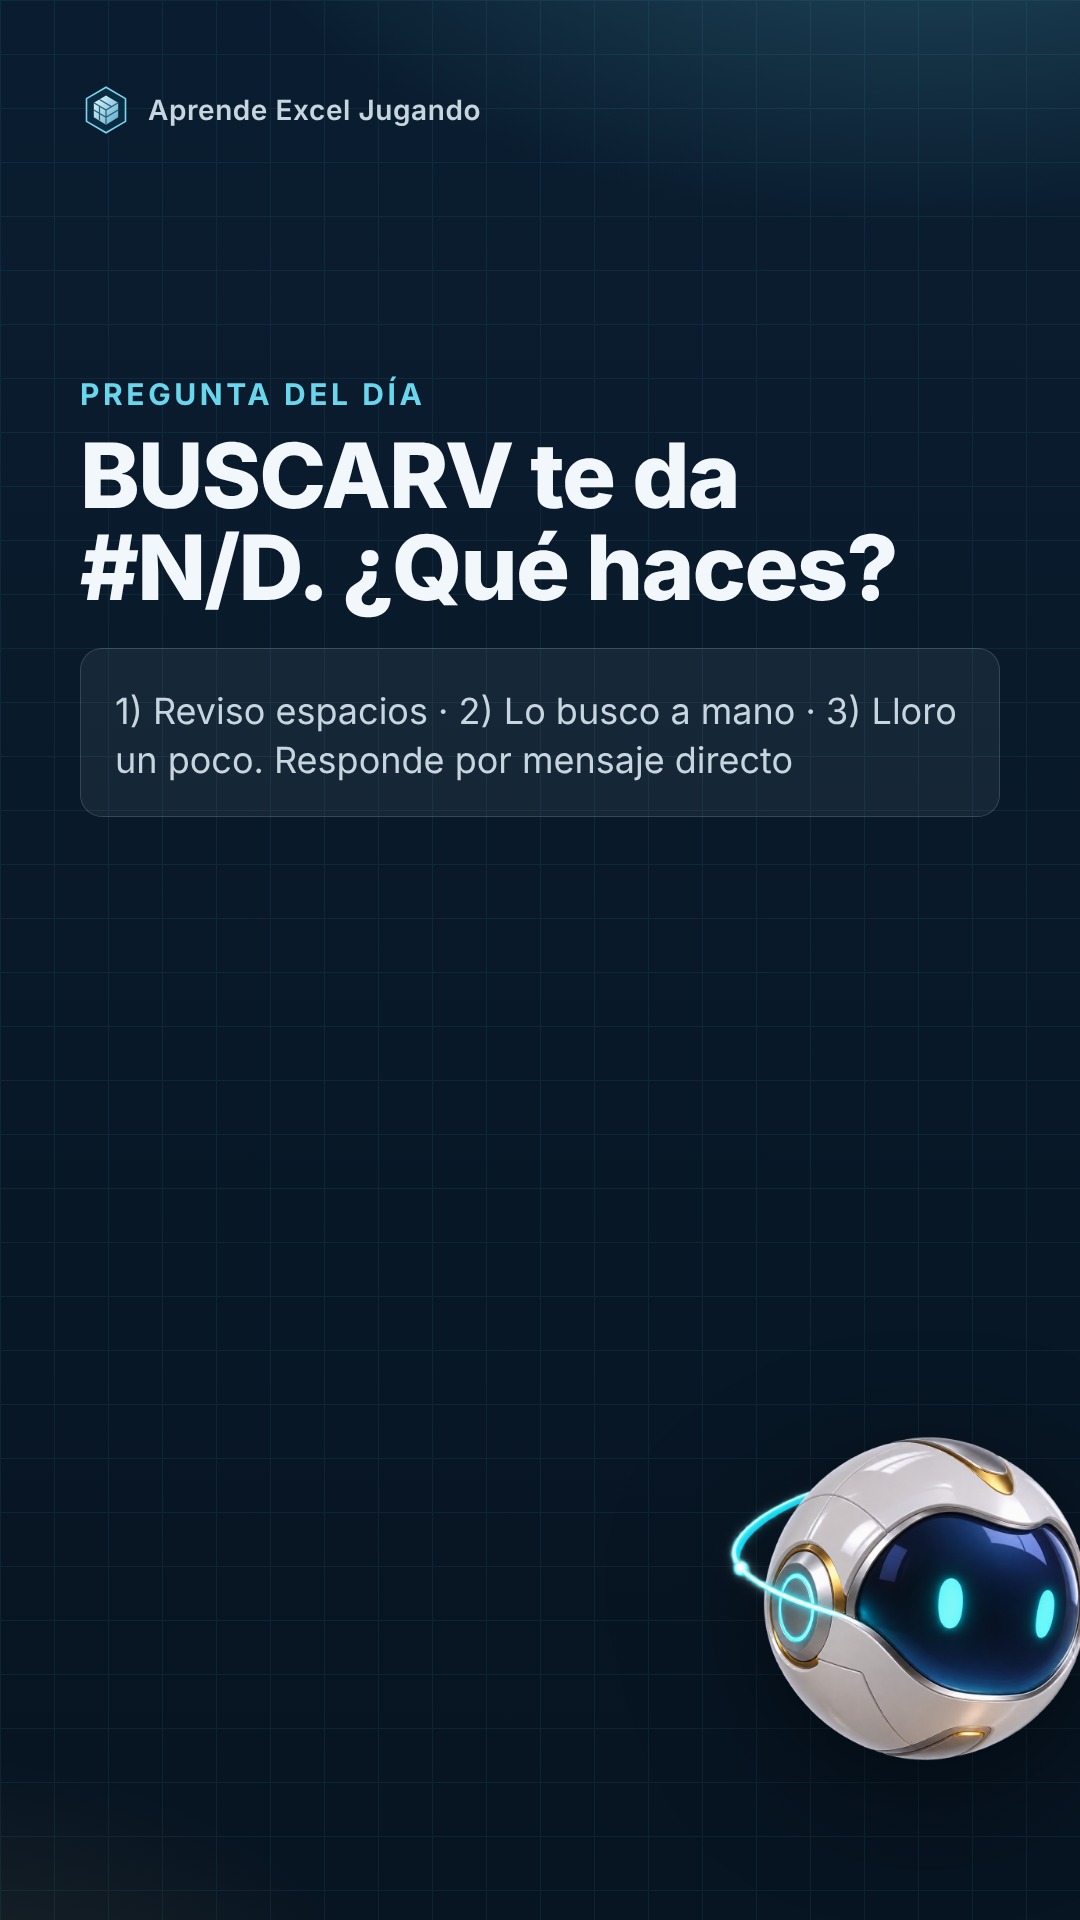 Aprende Excel Jugando
PREGUNTA DEL DÍA
BUSCARV te da
#N/D. ¿Qué haces?
1) Reviso espacios · 2) Lo busco a mano · 3) Lloro
un poco. Responde por mensaje directo